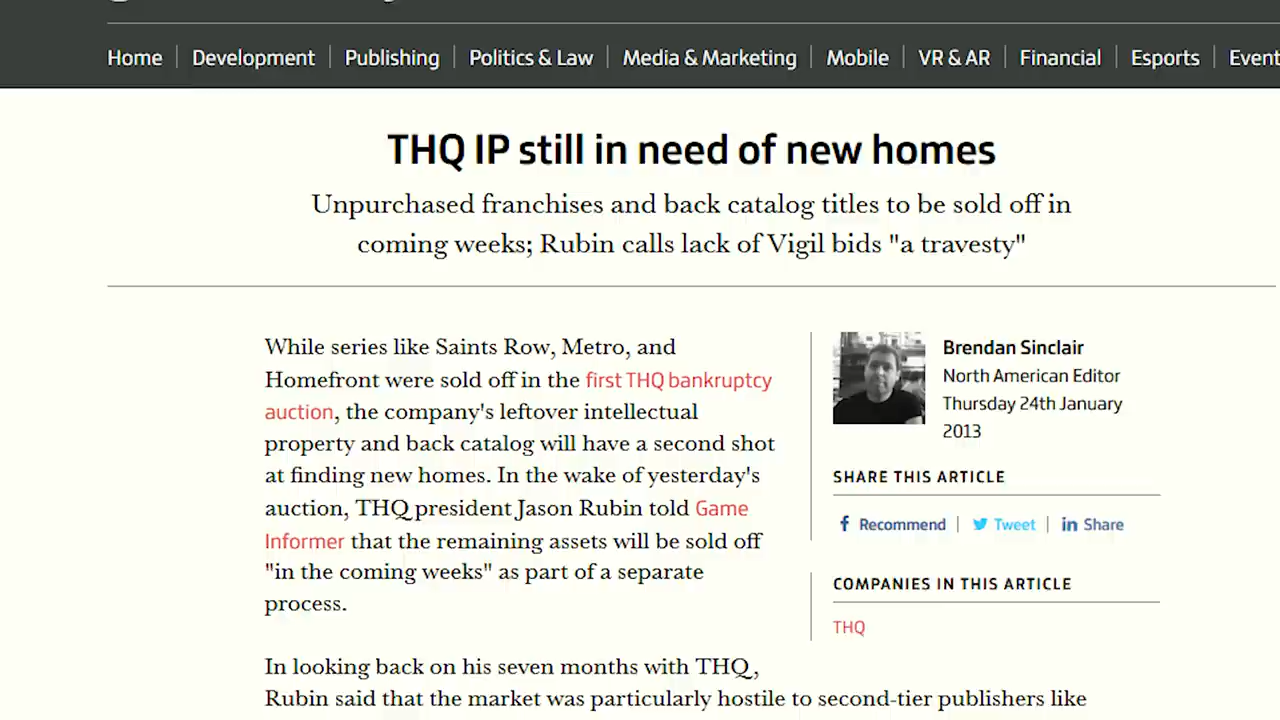 Home | Development | Publishing | Politics & Law | Media & Marketing | Mobile | VR & AR | Financial | Esports | Event
THQ IP still in need of new homes
Unpurchased franchises and back catalog titles to be sold off in
coming weeks; Rubin calls lack of Vigil bids "a travesty"
While series like Saints Row, Metro, and
Homefront were sold off in the first THQ bankruptcy
auction, the company's leftover intellectual
property and back catalog will have a second shot
at finding new homes. In the wake of yesterday's
auction, THQ president Jason Rubin told Game
Informer that the remaining assets will be sold off
"in the coming weeks" as part of a separate
process.
In looking back on his seven months with THQ,
Rubin said that the market was particularly hostile to second-tier publishers like
Brendan Sinclair
North American Editor
Thursday 24th January
2013
SHARE THIS ARTICLE
Recommend | Tweet | in Share
COMPANIES IN THIS ARTICLE
THQ